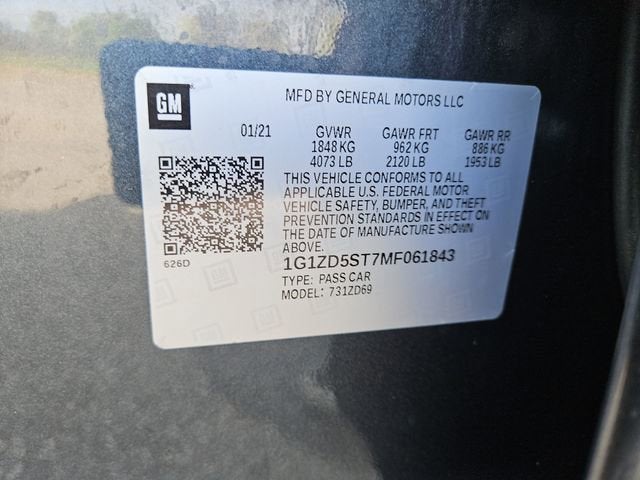 GM
MFD BY GENERAL MOTORS LLC
01/21 GVWR GAWR FRT GAWR RR
1848 KG 962 KG 886 KG
4073 LB 2120 LB 1953 LB
THIS VEHICLE CONFORMS TO ALL
APPLICABLE U.S. FEDERAL MOTOR
VEHICLE SAFETY, BUMPER, AND THEFT
PREVENTION STANDARDS IN EFFECT ON
THE DATE OF MANUFACTURE SHOWN
ABOVE.
626D
1G1ZD5ST7MF061843
TYPE: PASS CAR
MODEL: 731ZD69